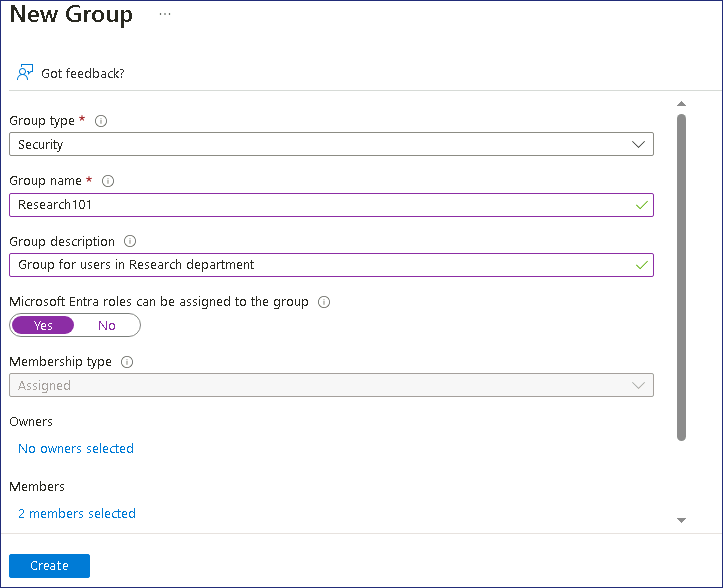 New Group ...
Got feedback?
Group type *
Security
Group name *
Research101
Group description
Group for users in Research department
Microsoft Entra roles can be assigned to the group
Yes No
Membership type
Assigned
Owners
No owners selected
Members
2 members selected
Create